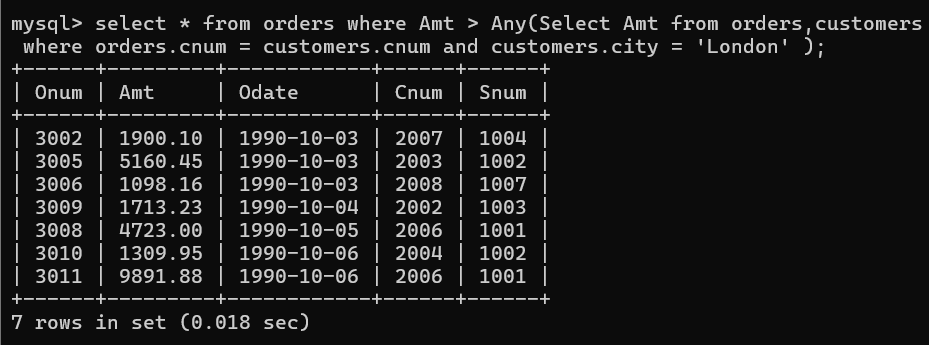 mysql> select * from orders where Amt > Any(Select Amt from orders,customers
 where orders.cnum = customers.cnum and customers.city = 'London' );
+------+---------+------------+------+------+
| Onum | Amt     | Odate      | Cnum | Snum |
+------+---------+------------+------+------+
| 3002 | 1900.10 | 1990-10-03 | 2007 | 1004 |
| 3005 | 5160.45 | 1990-10-03 | 2003 | 1002 |
| 3006 | 1098.16 | 1990-10-03 | 2008 | 1007 |
| 3009 | 1713.23 | 1990-10-04 | 2002 | 1003 |
| 3008 | 4723.00 | 1990-10-05 | 2006 | 1001 |
| 3010 | 1309.95 | 1990-10-06 | 2004 | 1002 |
| 3011 | 9891.88 | 1990-10-06 | 2006 | 1001 |
+------+---------+------------+------+------+
7 rows in set (0.018 sec)